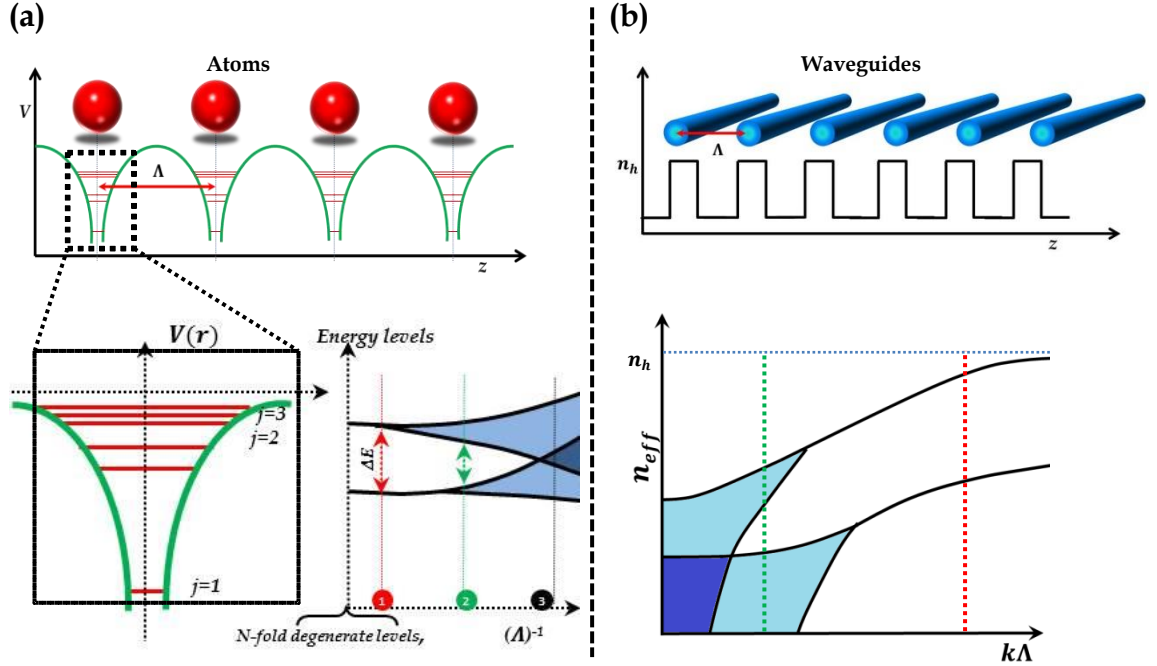 (a)
Atoms
V
Λ
z
V(r)
j=3
j=2
j=1
Energy levels
ΔE
1
2
3
N-fold degenerate levels,
(Λ)⁻¹
(b)
Waveguides
Λ
n_h
z
n_h
n_eff
kΛ